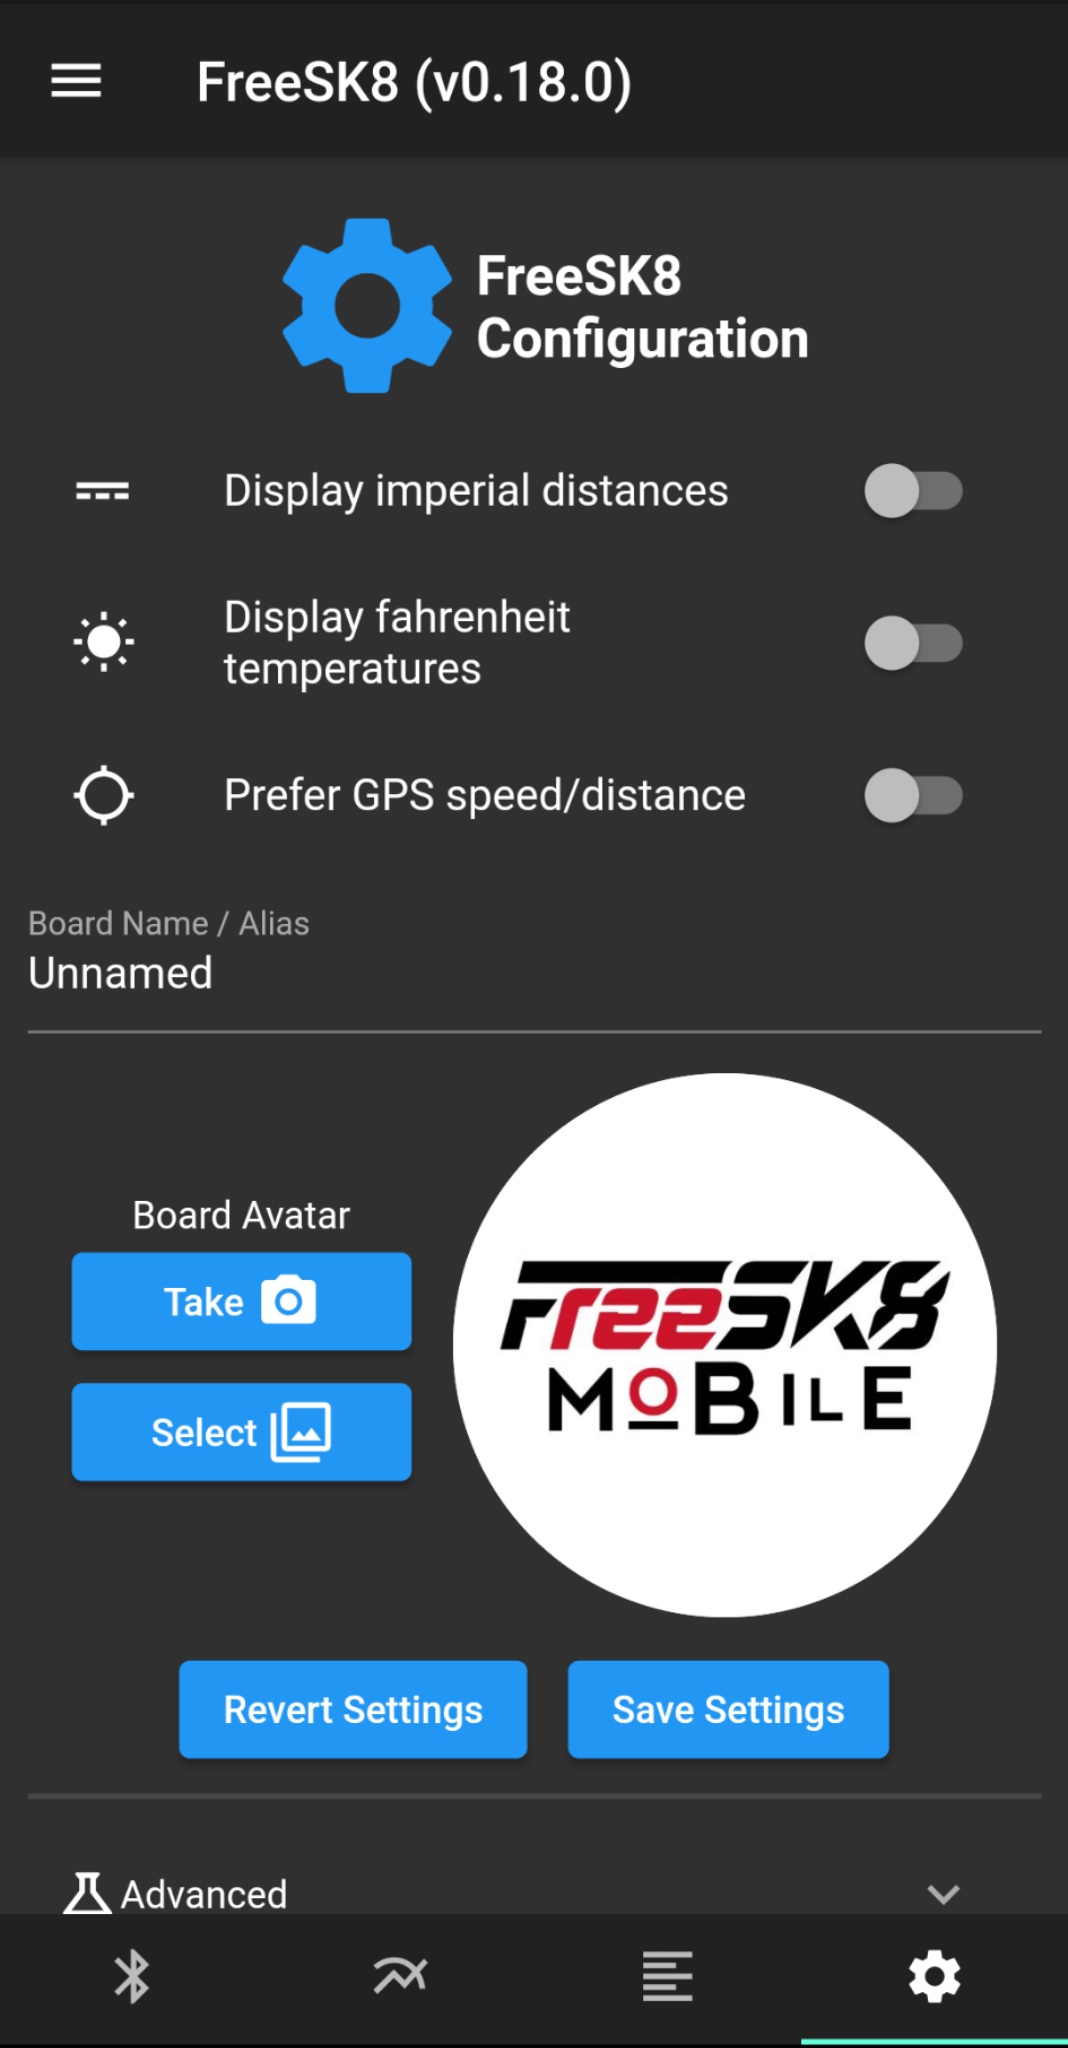 FreeSK8 (v0.18.0)
FreeSK8
Configuration
Display imperial distances
Display fahrenheit
temperatures
Prefer GPS speed/distance
Board Name / Alias
Unnamed
Board Avatar
Take
Select
FreeSK8
MOBILE
Revert Settings
Save Settings
Advanced